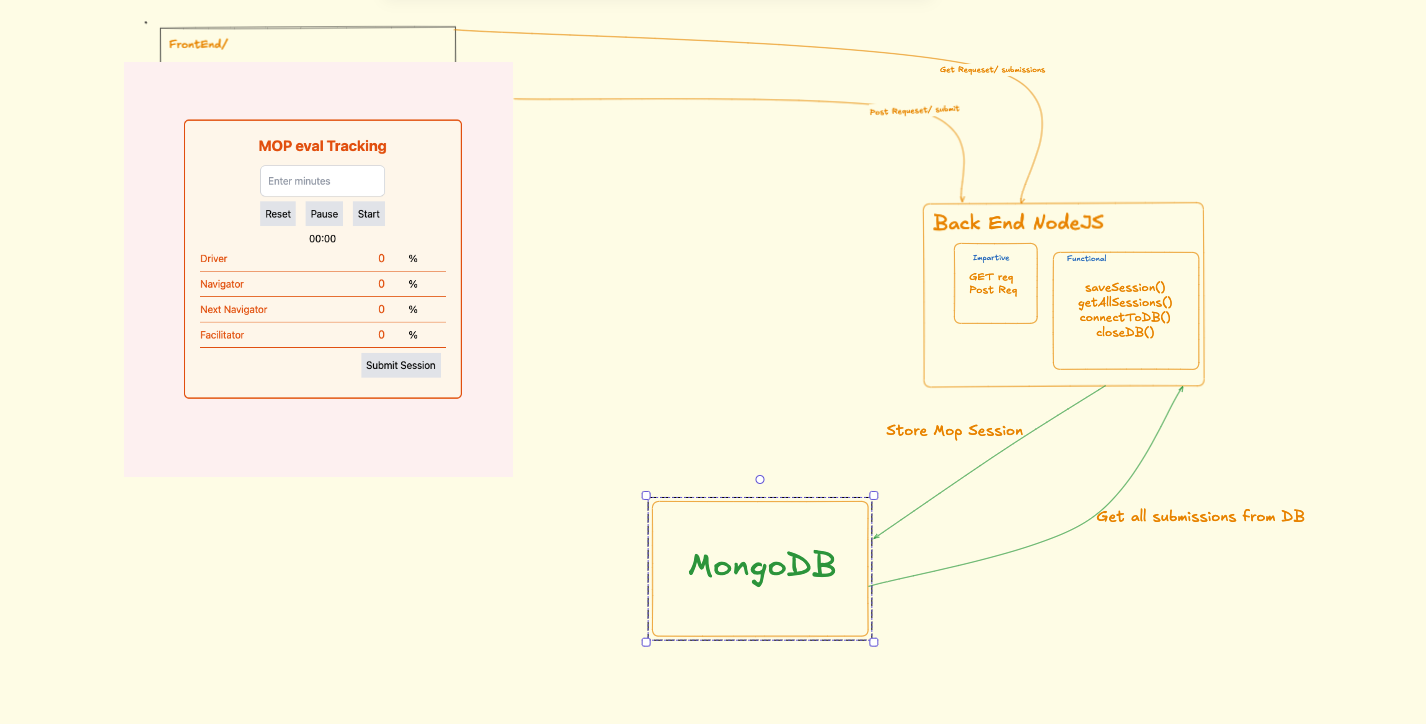 FrontEnd/
Get Requeset/ submissions
Post Requeset/ submit
MOP eval Tracking
Enter minutes
Reset Pause Start
00:00
Driver 0 %
Navigator 0 %
Next Navigator 0 %
Facilitator 0 %
Submit Session
Back End NodeJS
Impartive
GET req
Post Req
Functional
saveSession()
getAllSessions()
connectToDB()
closeDB()
Store Mop Session
Get all submissions from DB
MongoDB